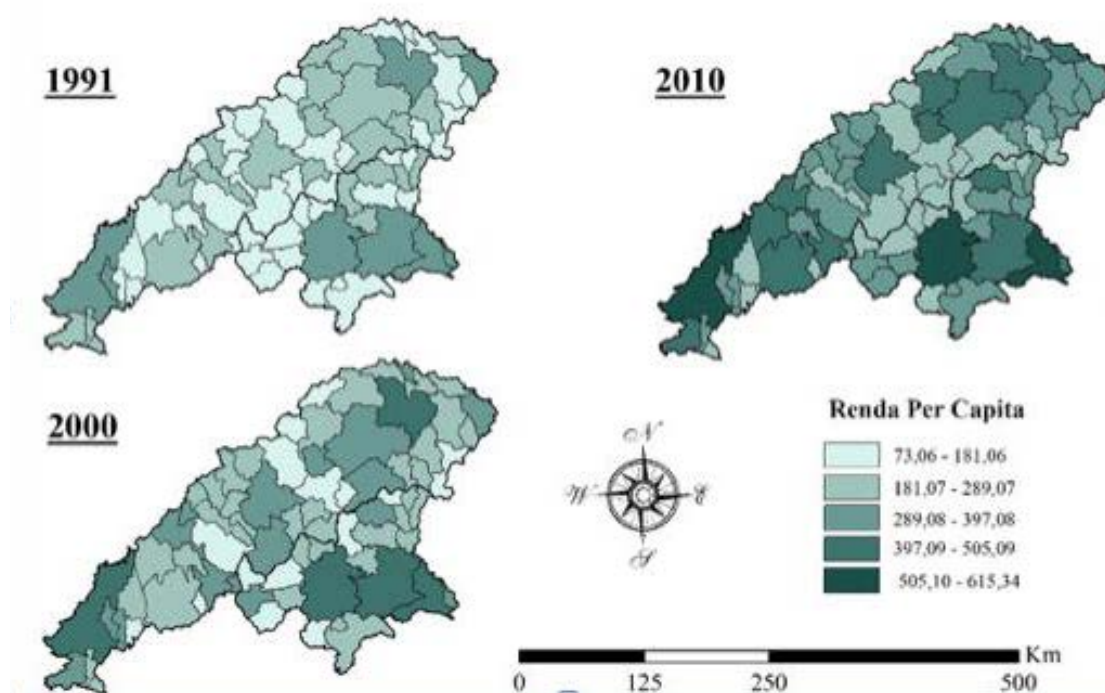 1991
2010
2000
Renda Per Capita
73,06 - 181,06
181,07 - 289,07
289,08 - 397,08
397,09 - 505,09
505,10 - 615,34
N
W E
S
Km
0 125 250 500